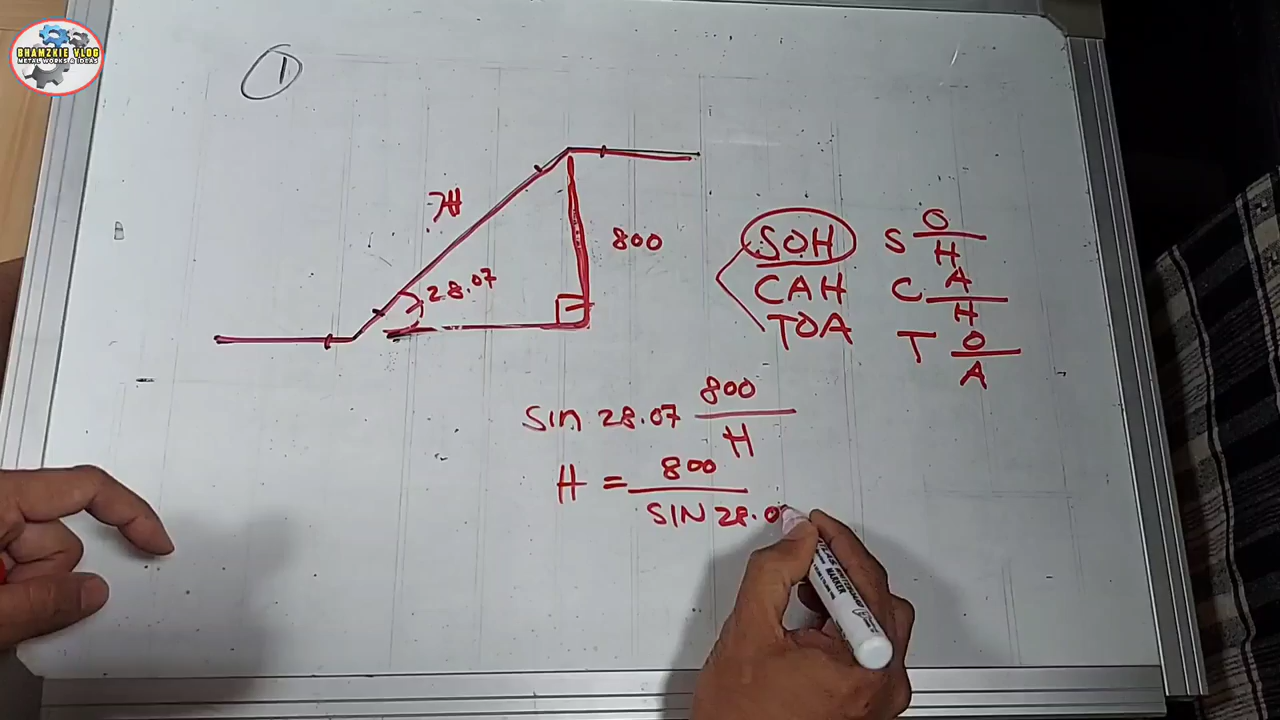 BHAMZKIE VLOG
METAL WORKS & IDEAS
1
800
28.07
SOH S O/H
CAH C A/H
TOA T O/A
sin 28.07 800/H
H = 800/SIN 28.0